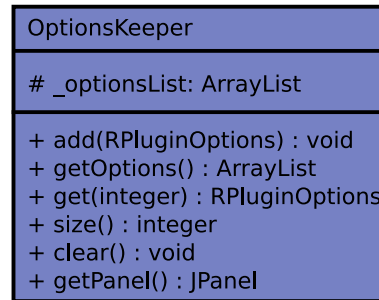 OptionsKeeper
# _optionsList: ArrayList
+ add(RPluginOptions) : void
+ getOptions() : ArrayList
+ get(integer) : RPluginOptions
+ size() : integer
+ clear() : void
+ getPanel() : JPanel